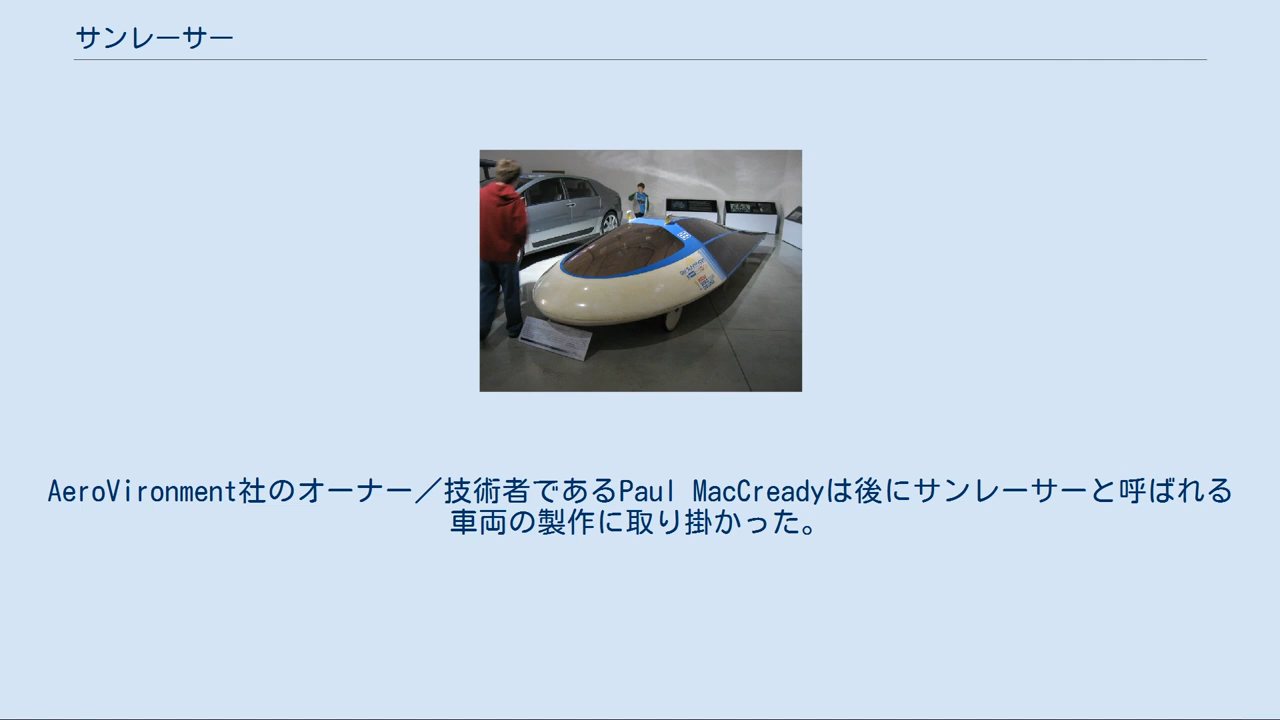 サンレーサー
AeroVironment社のオーナー／技術者であるPaul MacCreadyは後にサンレーサーと呼ばれる
車両の製作に取り掛かった。